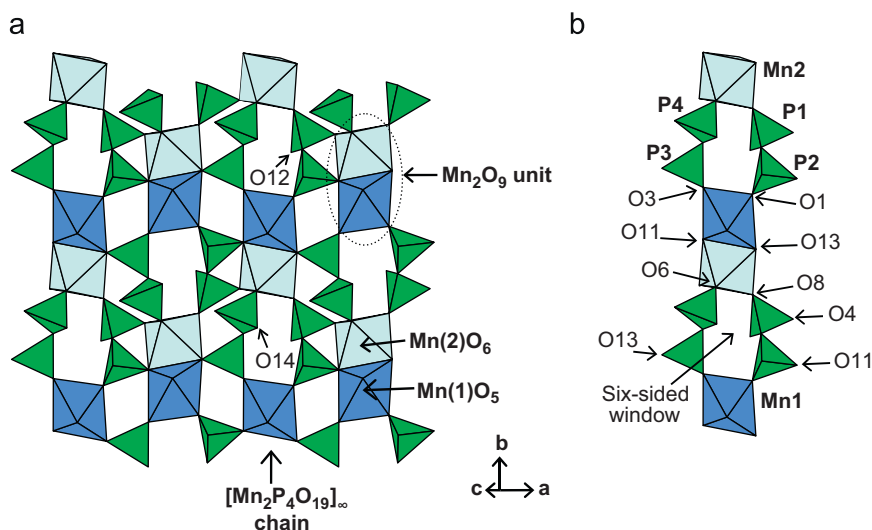 a
b
Mn2
P4
P1
P3
P2
O12
Mn₂O₉ unit
O3
O1
O11
O13
O6
O8
O4
O14
Mn(2)O₆
O13
O11
Mn(1)O₅
Six-sided
window
Mn1
b
c
a
[Mn₂P₄O₁₉]∞
chain